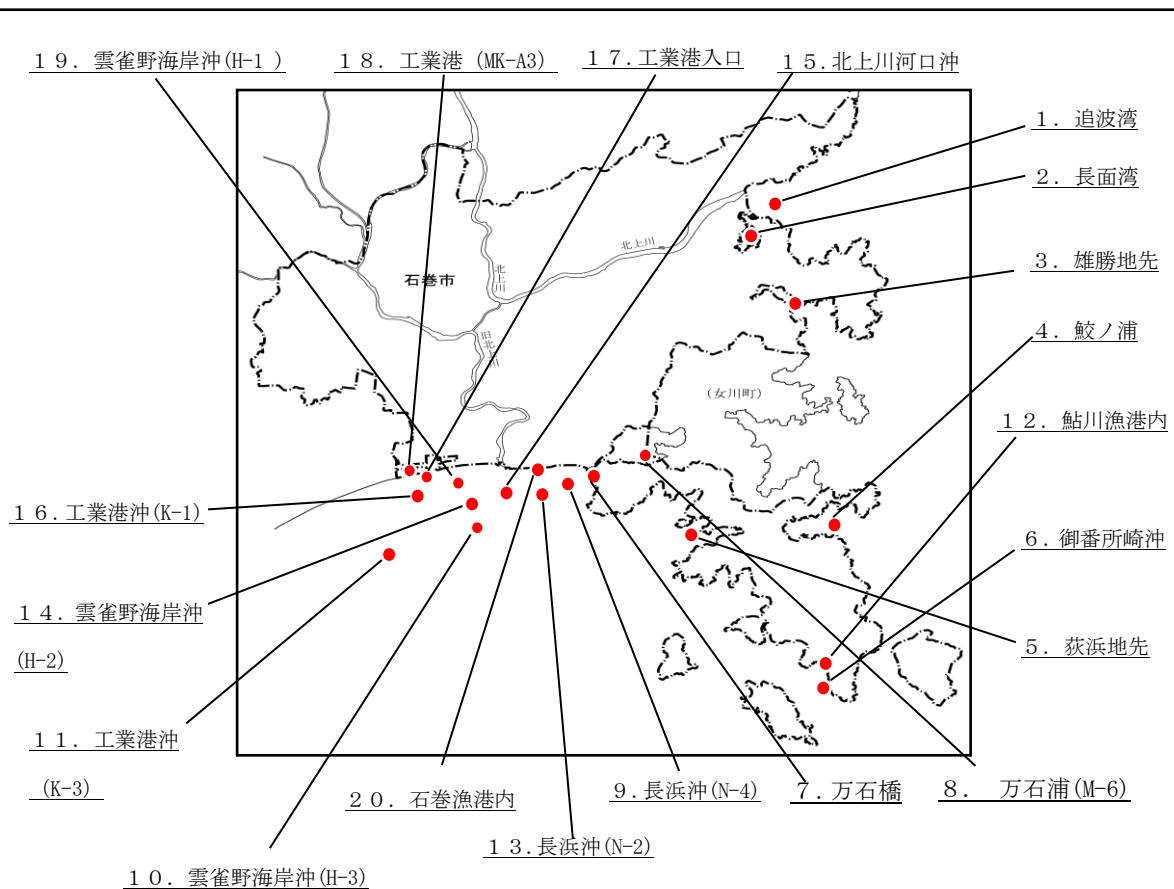 １９. 雲雀野海岸沖(H-1 )
１８. 工業港 (MK-A3)
１７.工業港入口
１５.北上川河口沖
１. 追波湾
２. 長面湾
３. 雄勝地先
４. 鮫ノ浦
１２. 鮎川漁港内
６. 御番所崎沖
５. 荻浜地先
北上川
石巻市
北上川
旧北上川
(女川町)
１６.工業港沖(K-1)
１４. 雲雀野海岸沖
(H-2)
１１. 工業港沖
(K-3)
２０. 石巻漁港内
９.長浜沖(N-4)
７. 万石橋
８. 万石浦(M-6)
１３.長浜沖(N-2)
１０. 雲雀野海岸沖(H-3)